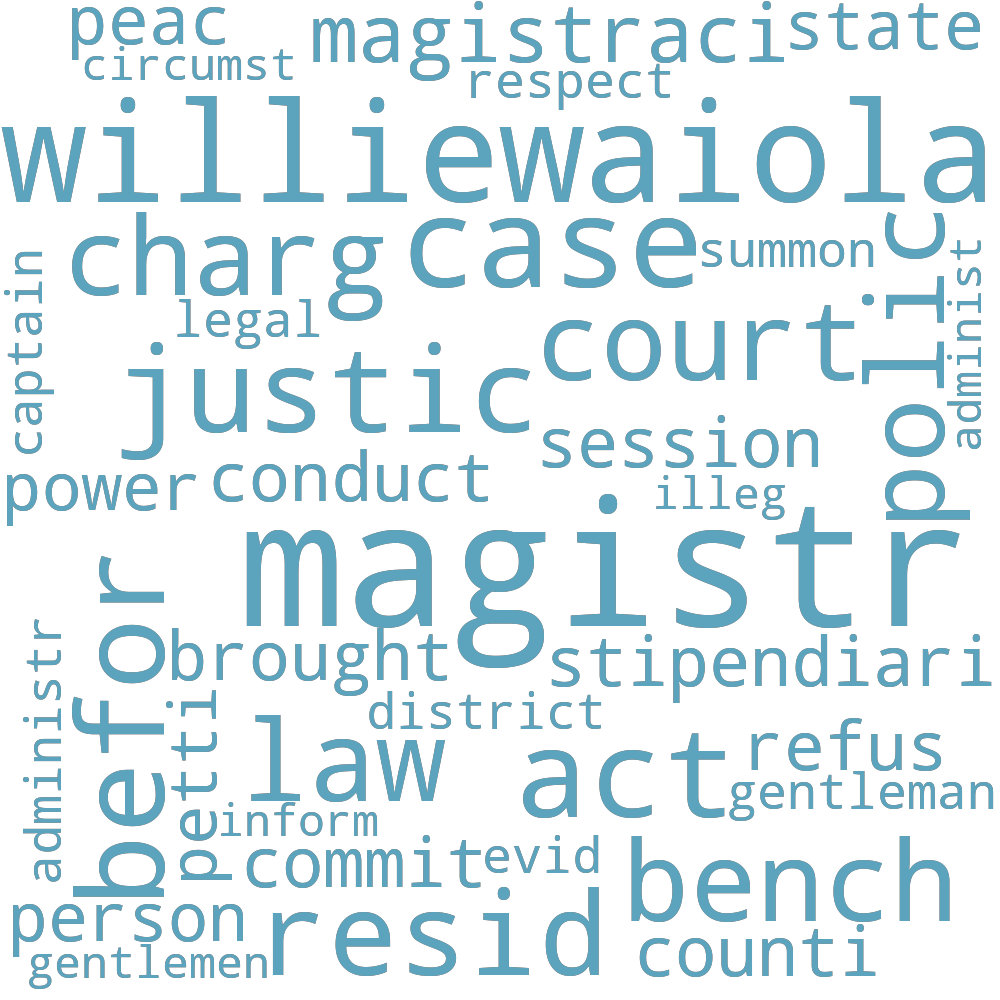 peac
magistraci
state
circumst
respect
williewaiola
charg
case
polic
summon
administ
captain
legal
court
justic
session
power
conduct
illeg
magistr
befor
administr
brought
stipendiari
petti
district
law
act
refus
gentleman
inform
commit
evid
bench
person
resid
counti
gentlemen